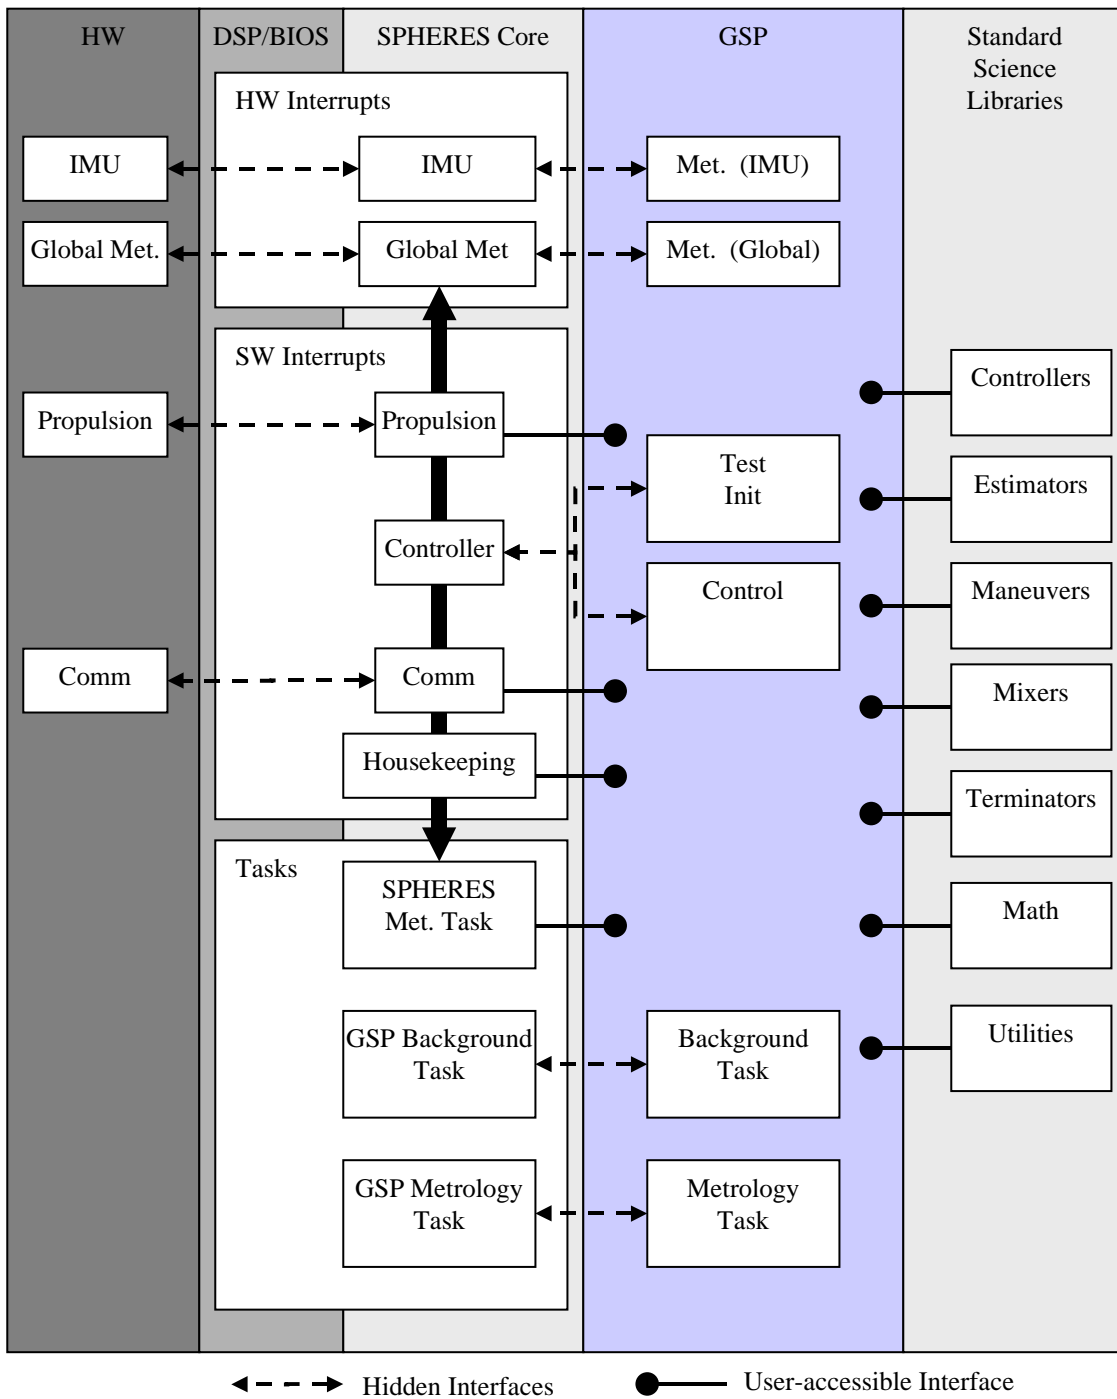 HW
DSP/BIOS
SPHERES Core
GSP
Standard
Science
Libraries
HW Interrupts
IMU
IMU
Met. (IMU)
Global Met.
Global Met
Met. (Global)
SW Interrupts
Controllers
Propulsion
Propulsion
Test
Init
Estimators
Controller
Control
Maneuvers
Comm
Comm
Mixers
Housekeeping
Terminators
Tasks
SPHERES
Met. Task
Math
GSP Background
Task
Background
Task
Utilities
GSP Metrology
Task
Metrology
Task
Hidden Interfaces
User-accessible Interface